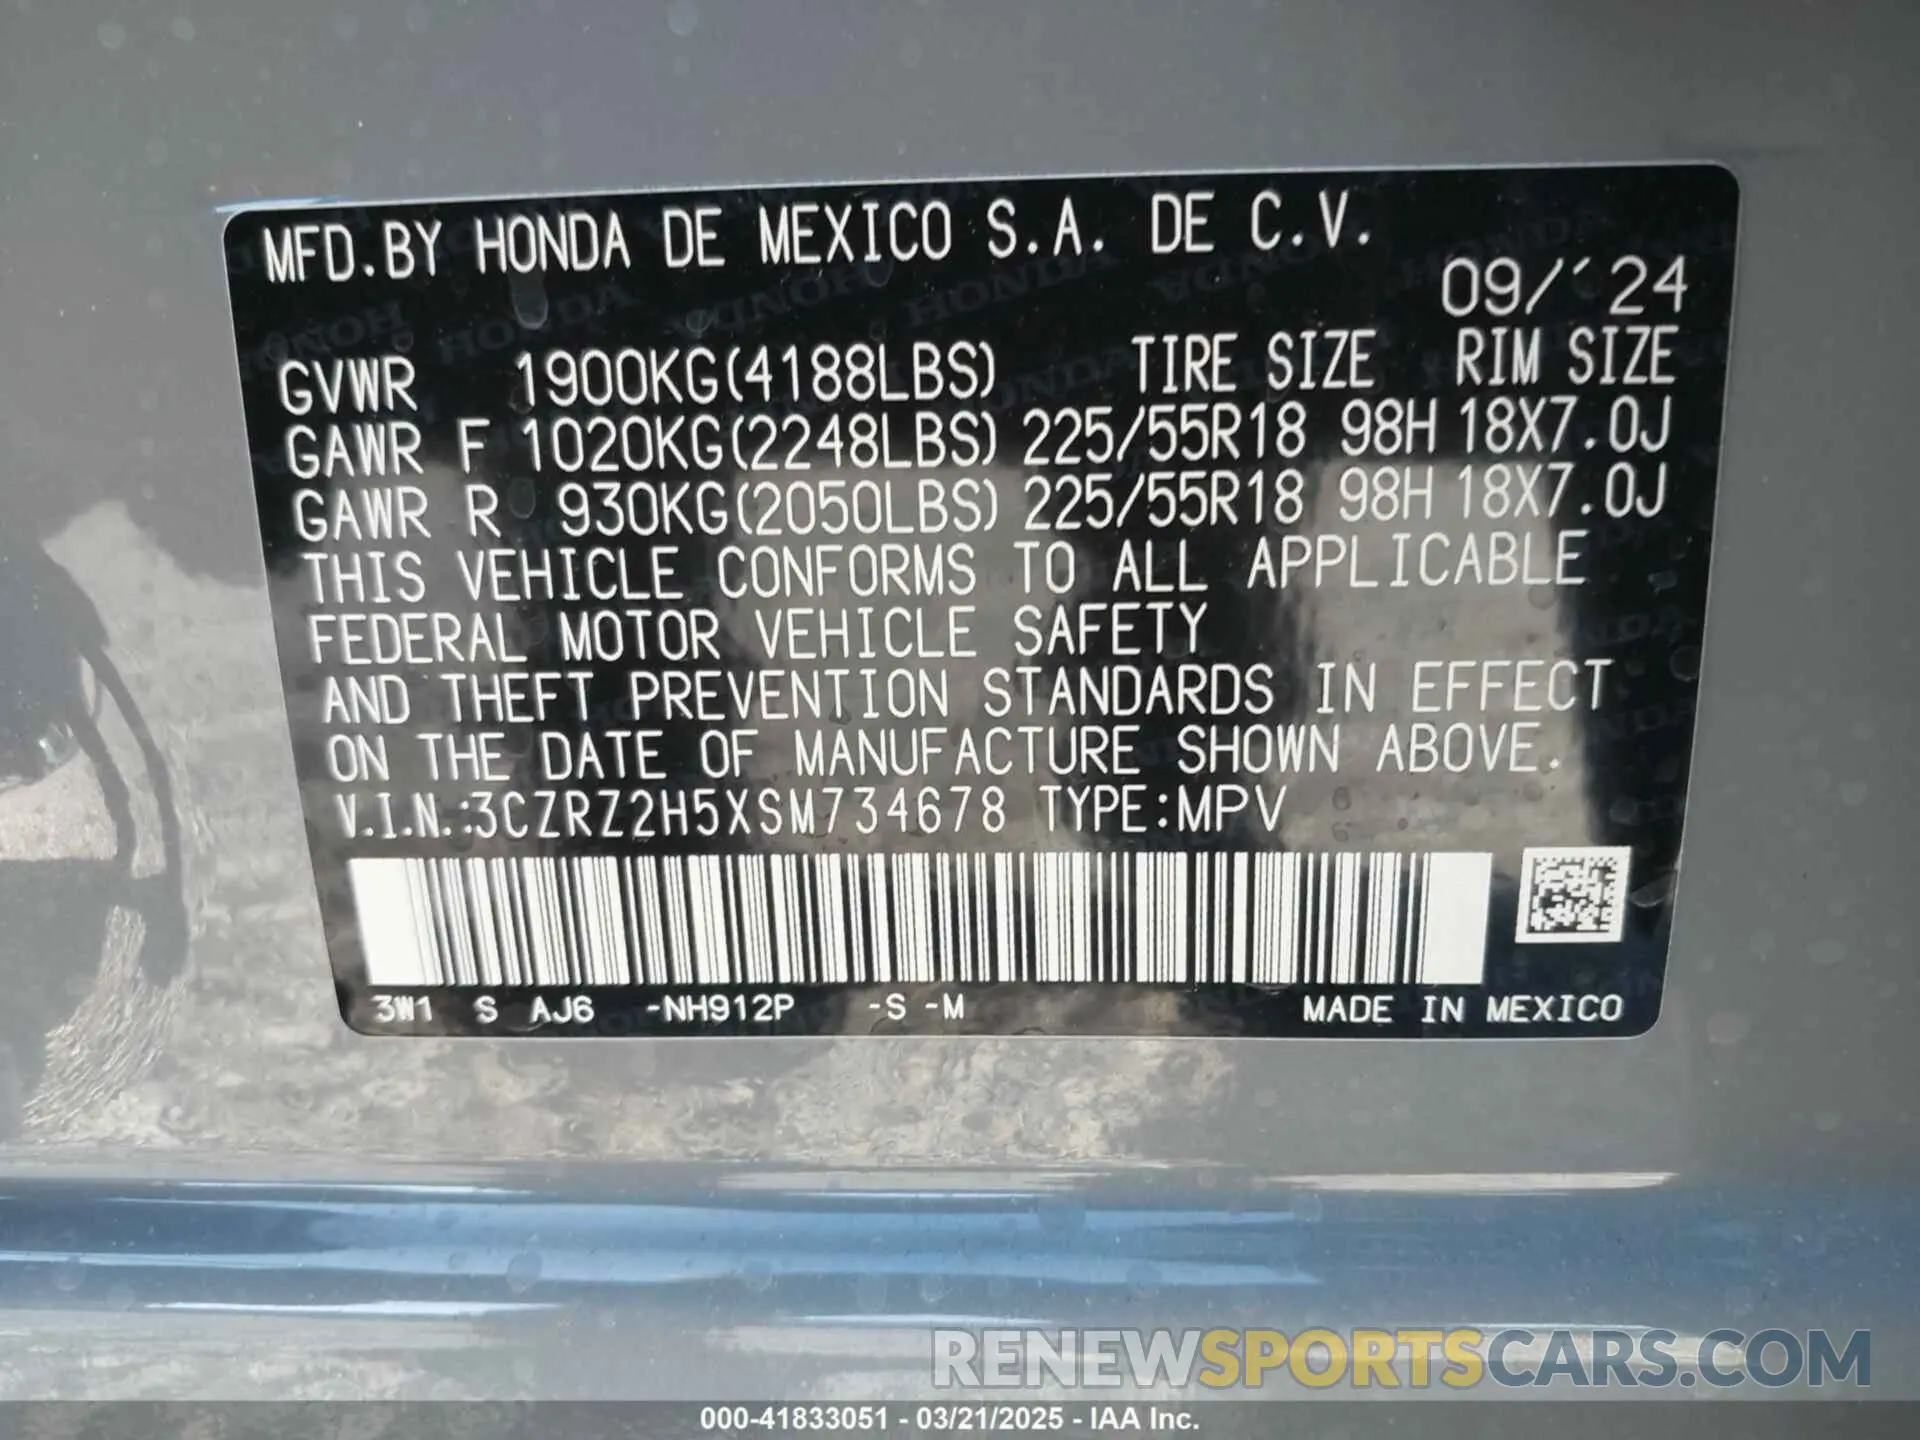 MFD.BY HONDA DE MEXICO S.A. DE C.V.
09/´24
GVWR 1900KG(4188LBS) TIRE SIZE RIM SIZE
GAWR F 1020KG(2248LBS) 225/55R18 98H 18X7.0J
GAWR R 930KG(2050LBS) 225/55R18 98H 18X7.0J
THIS VEHICLE CONFORMS TO ALL APPLICABLE
FEDERAL MOTOR VEHICLE SAFETY
AND THEFT PREVENTION STANDARDS IN EFFECT
ON THE DATE OF MANUFACTURE SHOWN ABOVE.
V.I.N.:3CZRZ2H5XSM734678 TYPE:MPV
3W1 S AJ6 -NH912P -S -M MADE IN MEXICO
RENEWSPORTSCARS.COM
000-41833051 - 03/21/2025 - IAA Inc.